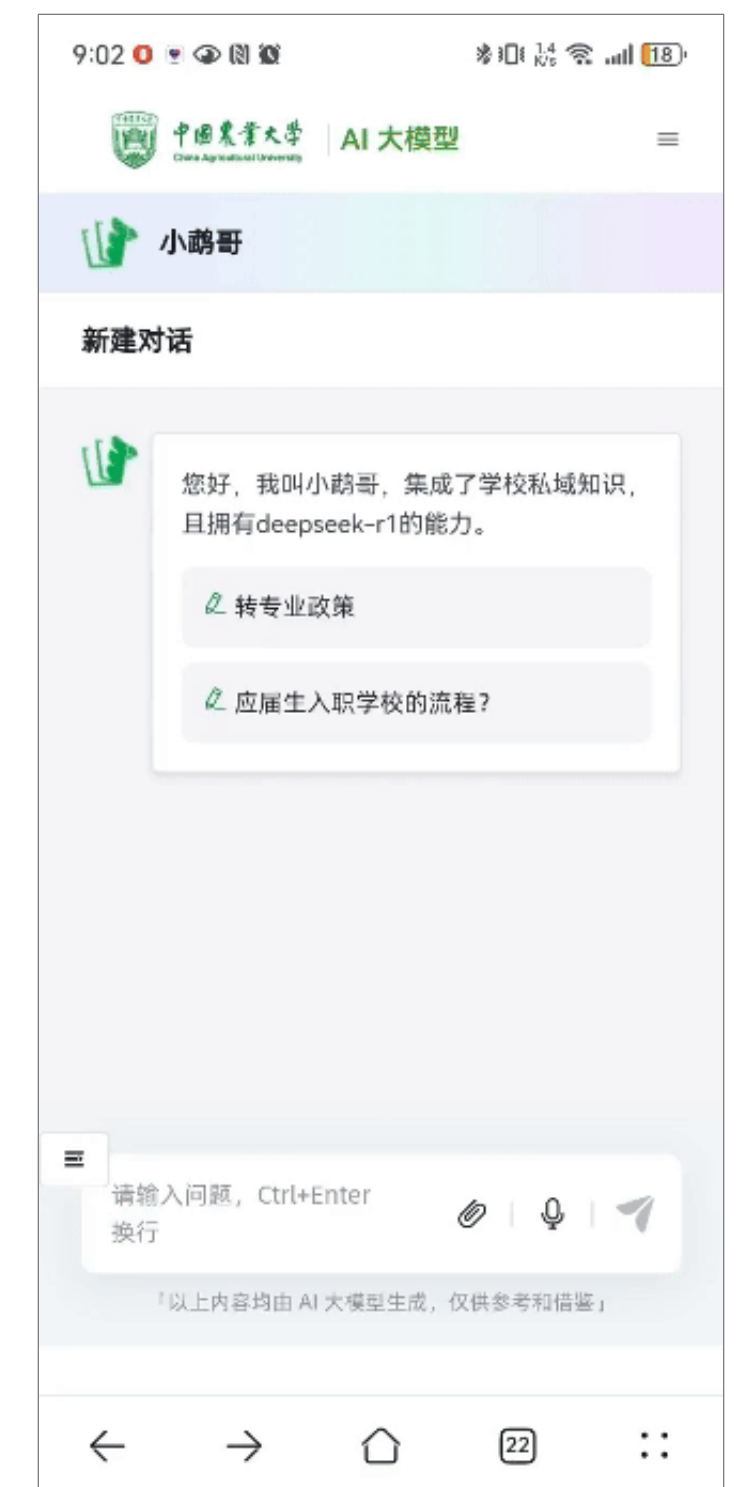 9:02
1.4
K/s
18
中国农业大学
China Agricultural University
AI 大模型
小鹉哥
新建对话
您好，我叫小鹉哥，集成了学校私域知识，
且拥有deepseek-r1的能力。
转专业政策
应届生入职学校的流程？
请输入问题，Ctrl+Enter
换行
「以上内容均由 AI 大模型生成，仅供参考和借鉴」
22